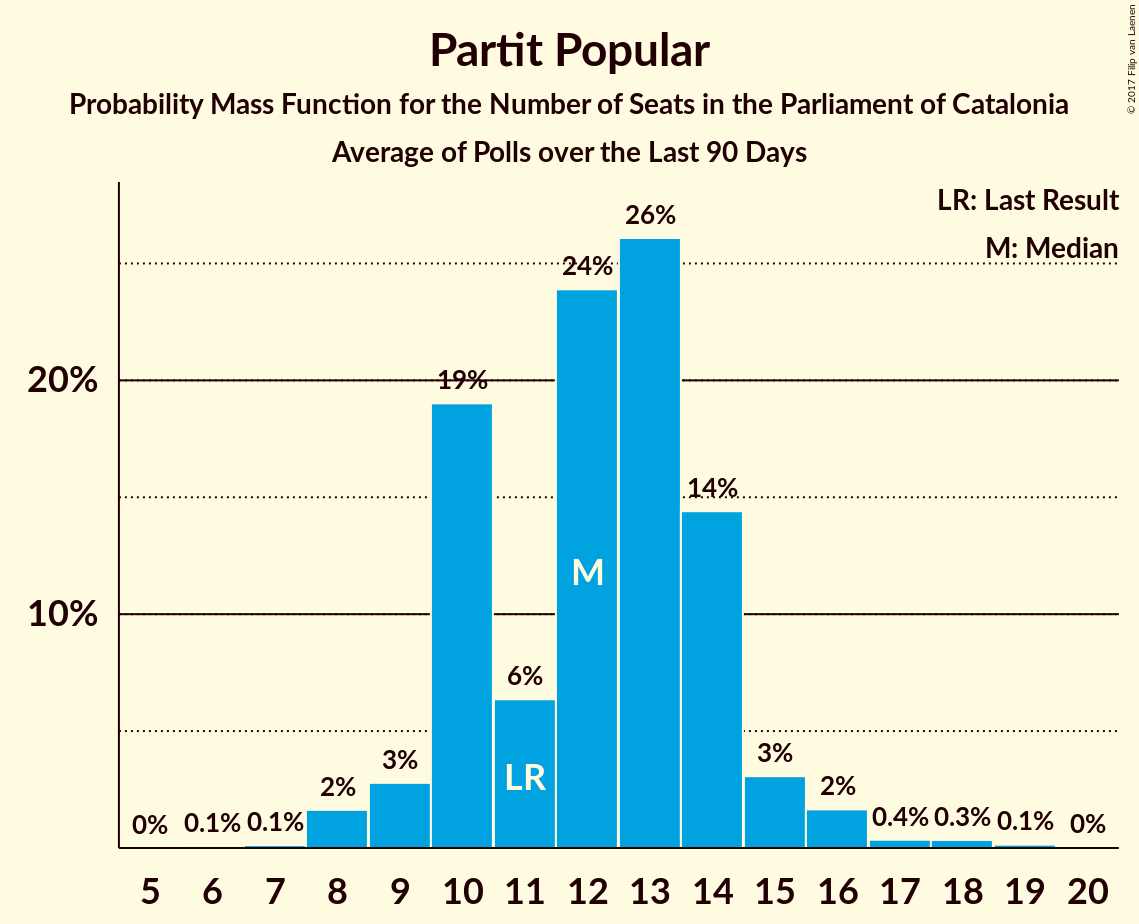 Partit Popular
Probability Mass Function for the Number of Seats in the Parliament of Catalonia
Average of Polls over the Last 90 Days
© 2017 Filip van Laenen
LR: Last Result
M: Median
20%
10%
0% 0.1% 0.1% 2% 3% 19% 6% 24% 26% 14% 3% 2% 0.4% 0.3% 0.1% 0%
M
LR
5 6 7 8 9 10 11 12 13 14 15 16 17 18 19 20